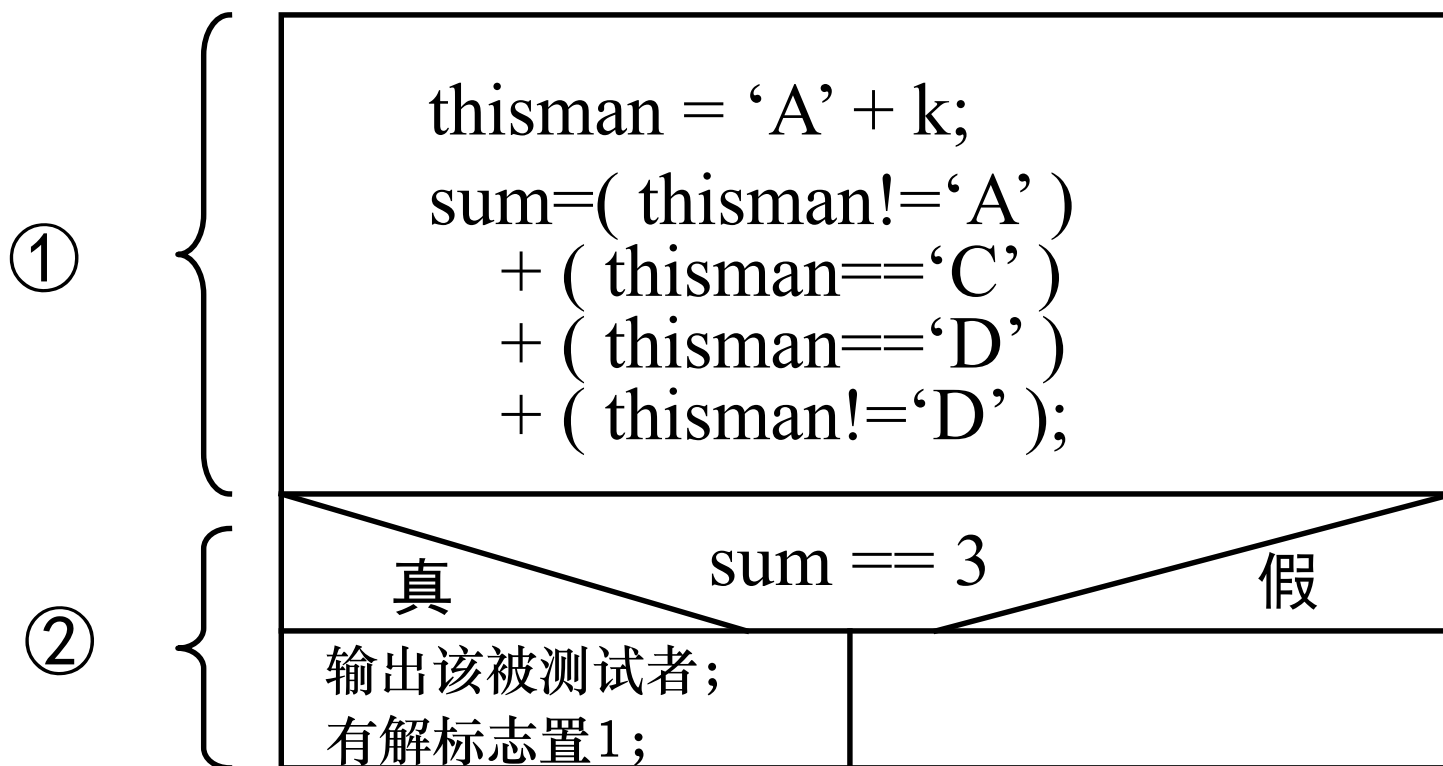 thisman = ‘A’ + k;
sum=( thisman!=‘A’ )
+ ( thisman==‘C’ )
①
+ ( thisman==‘D’ )
+ ( thisman!=‘D’ );
sum == 3
真
假
②
输出该被测试者;
有解标志置1;